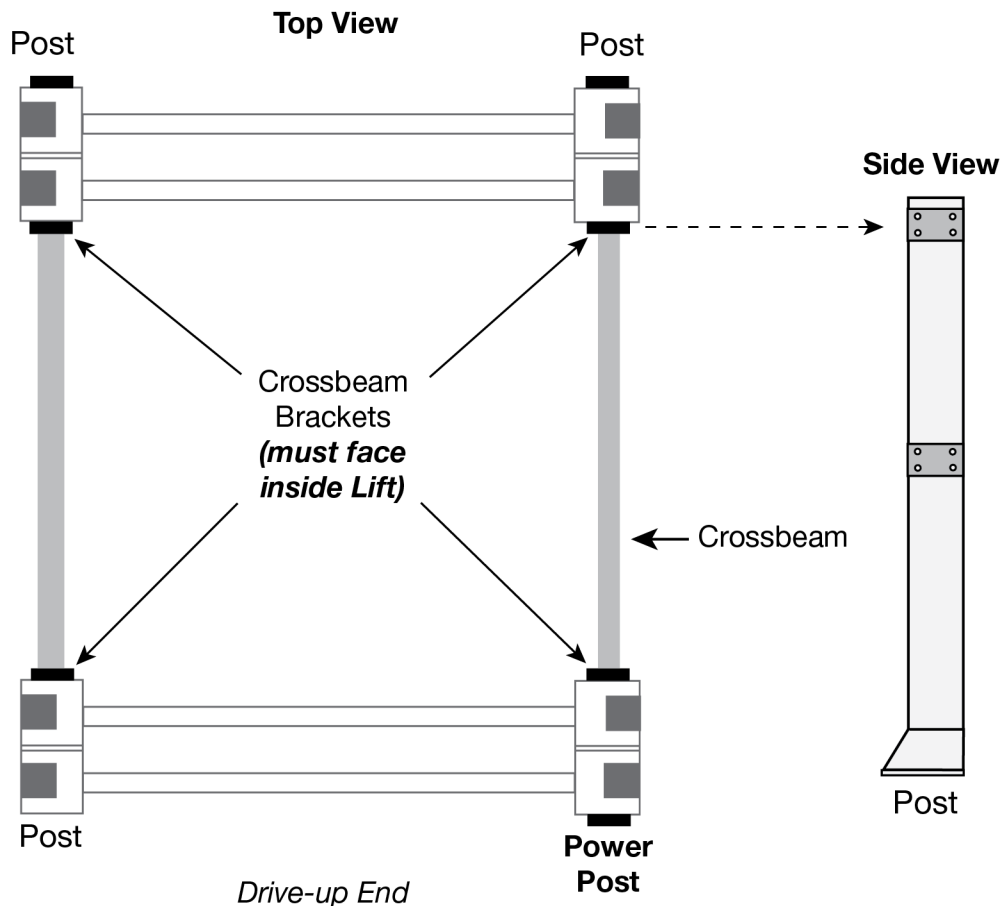 Top View
Post
Post
Side View
Crossbeam
Brackets
(must face
inside Lift)
Crossbeam
Post
Post
Power
Post
Drive-up End